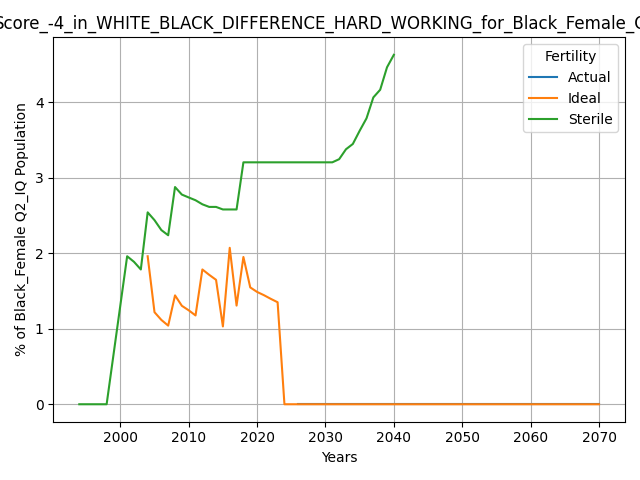 Score_-4_in_WHITE_BLACK_DIFFERENCE_HARD_WORKING_for_Black_Female_
Fertility
Actual
Ideal
Sterile
% of Black_Female Q2_IQ Population
4
3
2
1
0
2000 2010 2020 2030 2040 2050 2060 2070
Years